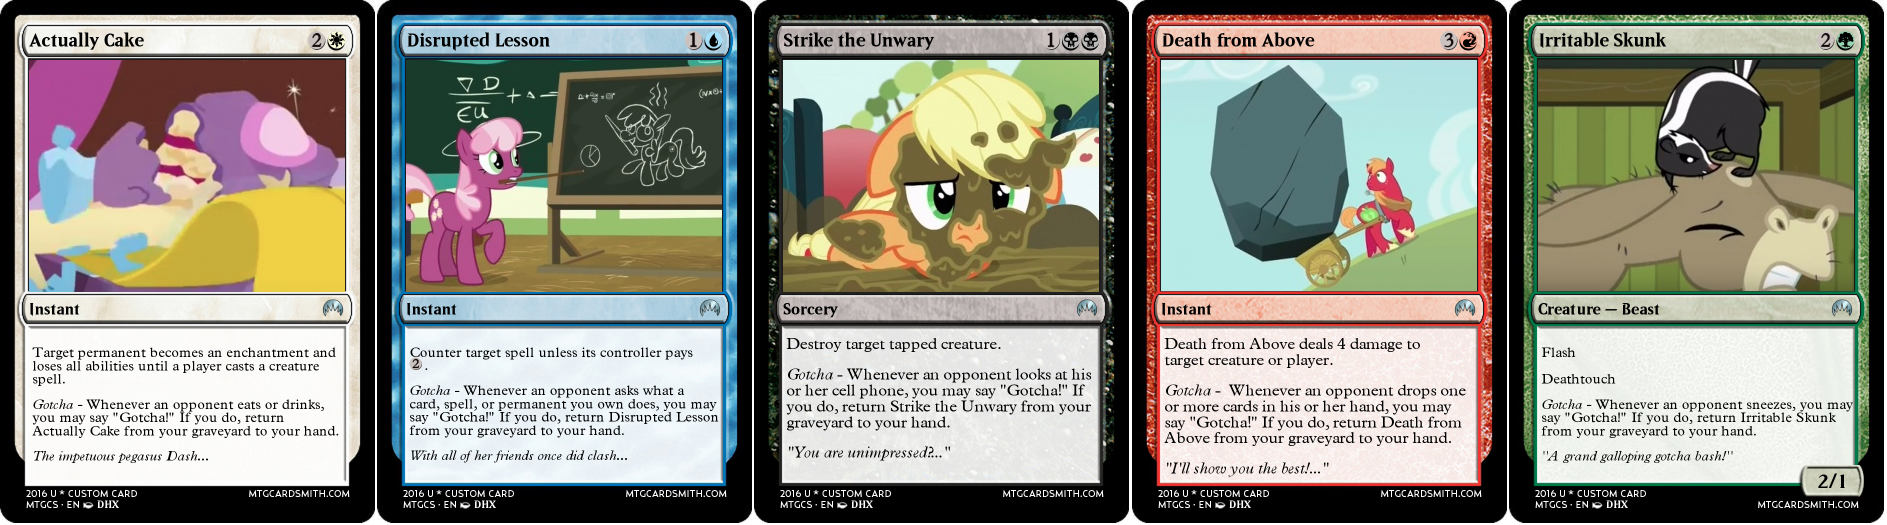 Actually Cake 2
Instant
Target permanent becomes an enchantment and
loses all abilities until a player casts a creature
spell.
Gotcha - Whenever an opponent eats or drinks,
you may say "Gotcha!" If you do, return
Actually Cake from your graveyard to your hand.
The impetuous pegasus Dash...
2016 U * CUSTOM CARD MTGCARDSMITH.COM
MTGCS · EN DHX
Disrupted Lesson 1
Instant
Counter target spell unless its controller pays
2 .
Gotcha - Whenever an opponent asks what a
card, spell, or permanent you own does, you may
say "Gotcha!" If you do, return Disrupted Lesson
from your graveyard to your hand.
With all of her friends once did clash...
2016 U * CUSTOM CARD MTGCARDSMITH.COM
MTGCS · EN DHX
Strike the Unwary 1
Sorcery
Destroy target tapped creature.
Gotcha - Whenever an opponent looks at his
or her cell phone, you may say "Gotcha!" If
you do, return Strike the Unwary from your
graveyard to your hand.
"You are unimpressed?..."
2016 U * CUSTOM CARD MTGCARDSMITH.COM
MTGCS · EN DHX
Death from Above 3
Instant
Death from Above deals 4 damage to
target creature or player.
Gotcha - Whenever an opponent drops one
or more cards in his or her hand, you may
say "Gotcha!" If you do, return Death from
Above from your graveyard to your hand.
"I'll show you the best!..."
2016 U * CUSTOM CARD MTGCARDSMITH.COM
MTGCS · EN DHX
Irritable Skunk 2
Creature — Beast
Flash
Deathtouch
Gotcha - Whenever an opponent sneezes, you may
say "Gotcha!" If you do, return Irritable Skunk
from your graveyard to your hand.
"A grand galloping gotcha bash!"
2/1
2016 U * CUSTOM CARD MTGCARDSMITH.COM
MTGCS · EN DHX